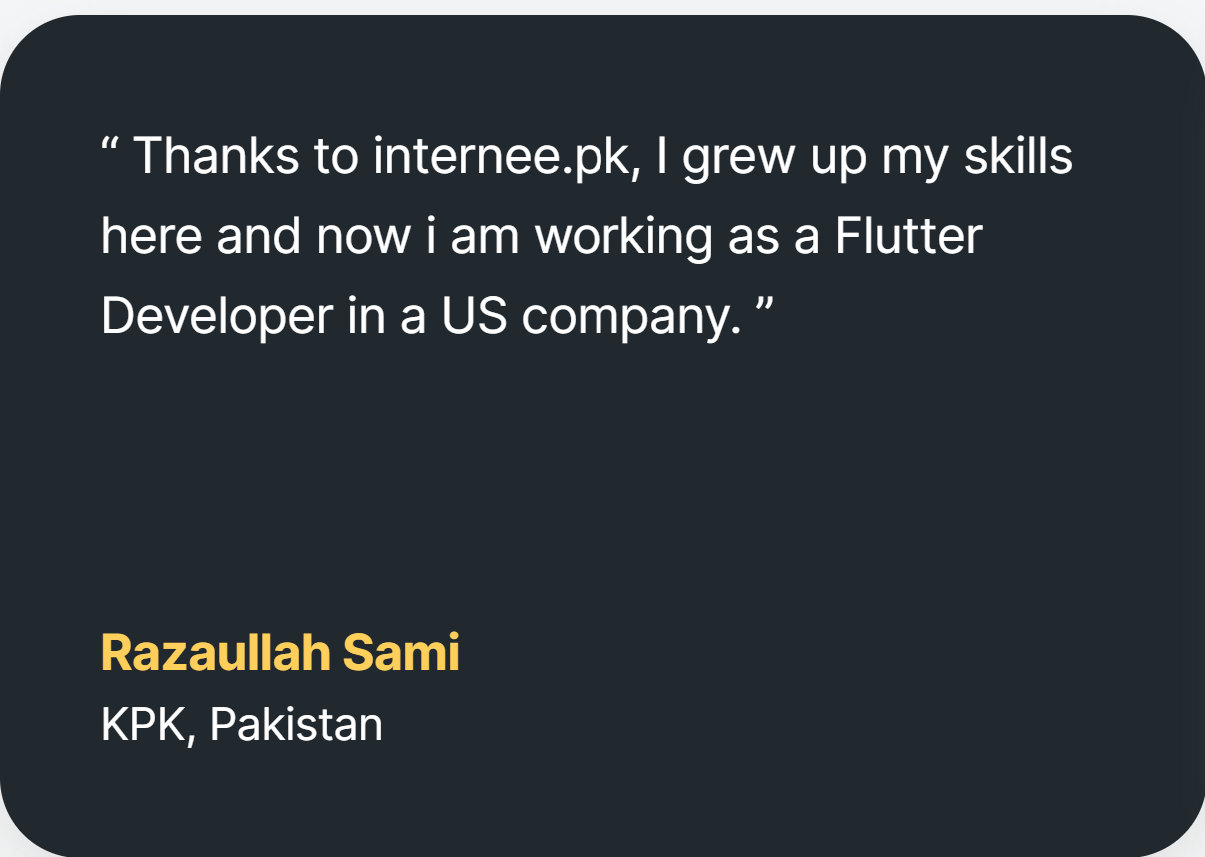 “ Thanks to internee.pk, I grew up my skills
here and now i am working as a Flutter
Developer in a US company. ”
Razaullah Sami
KPK, Pakistan